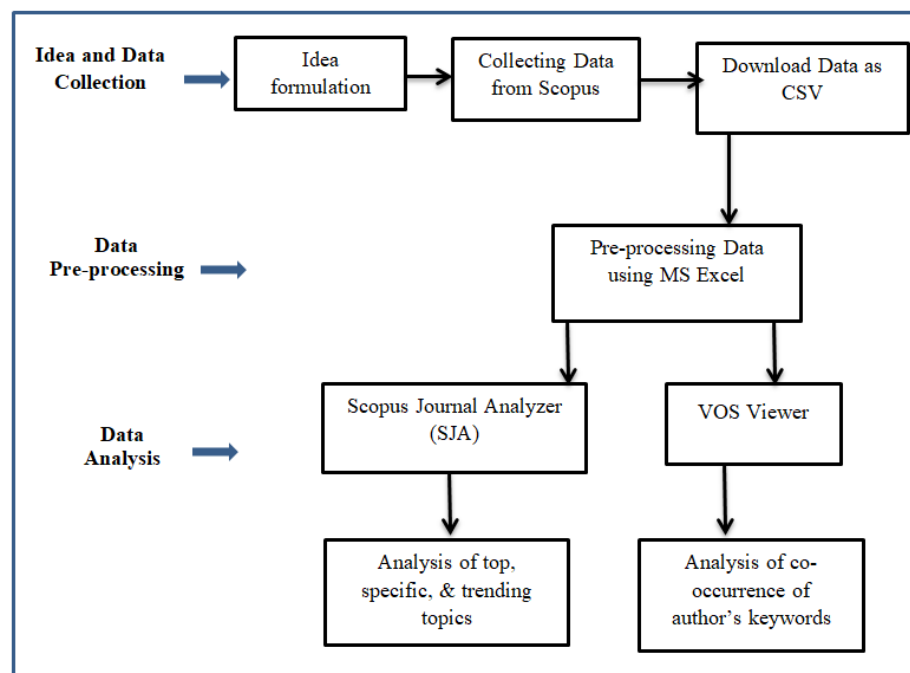 Idea and Data
Collection
Idea
formulation
Collecting Data
from Scopus
Download Data as
CSV
Data
Pre-processing
Pre-processing Data
using MS Excel
Data
Analysis
Scopus Journal Analyzer
(SJA)
VOS Viewer
Analysis of top,
specific, & trending
topics
Analysis of co-
occurrence of
author’s keywords